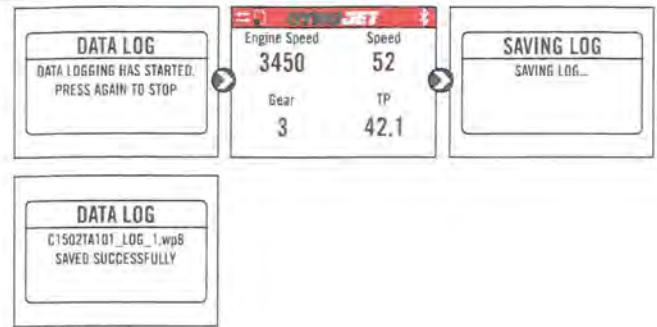 DATA LOG
DATA LOGGING HAS STARTED.
PRESS AGAIN TO STOP
DYNOJET
Engine Speed Speed
3450 52
Gear TP
3 42.1
SAVING LOG
SAVING LOG...
DATA LOG
C1502TA101_LOG_1.wp8
SAVED SUCCESSFULLY